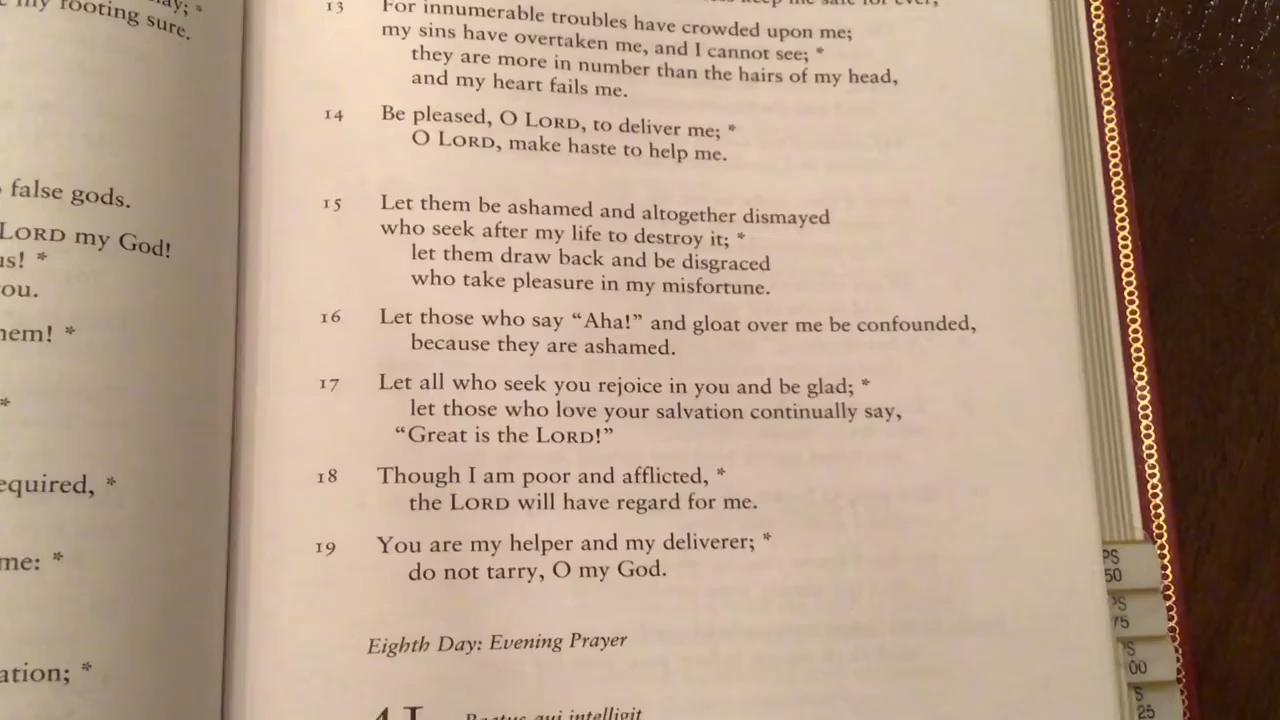 my footing sure.
false gods.
LORD my God!
us! *
ou.
hem! *
*
equired, *
me: *
ation; *
13 For innumerable troubles have crowded upon me;
my sins have overtaken me, and I cannot see; *
they are more in number than the hairs of my head,
and my heart fails me.
14 Be pleased, O LORD, to deliver me; *
O LORD, make haste to help me.
15 Let them be ashamed and altogether dismayed
who seek after my life to destroy it; *
let them draw back and be disgraced
who take pleasure in my misfortune.
16 Let those who say “Aha!” and gloat over me be confounded,
because they are ashamed.
17 Let all who seek you rejoice in you and be glad; *
let those who love your salvation continually say,
“Great is the LORD!”
18 Though I am poor and afflicted, *
the LORD will have regard for me.
19 You are my helper and my deliverer; *
do not tarry, O my God.
Eighth Day: Evening Prayer
41 Beatus qui intelligit
PS
50
PS
75
S
00
S
25